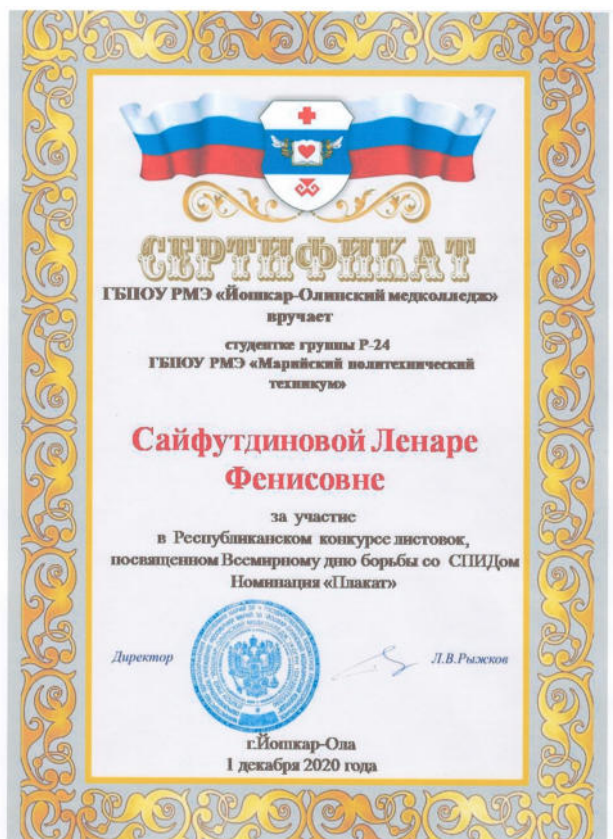 СЕРТИФИКАТ
ГБПОУ РМЭ «Йошкар-Олинский медколледж»
вручает
студентке группы Р-24
ГБПОУ РМЭ «Марийский политехнический
техникум»
Сайфутдиновой Ленаре
Фенисовне
за участие
в Республиканском конкурсе листовок,
посвященном Всемирному дню борьбы со СПИДом
Номинация «Плакат»
Директор Л.В.Рыжков
г.Йошкар-Ола
1 декабря 2020 года